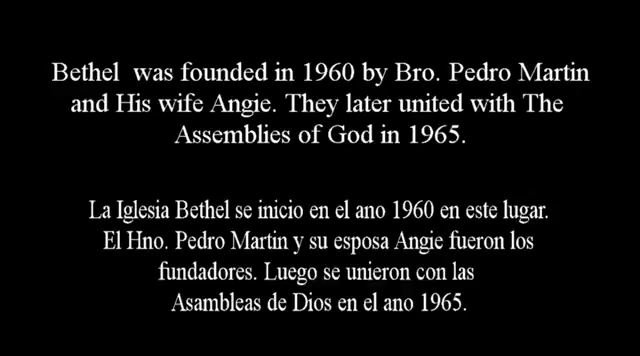 Bethel was founded in 1960 by Bro. Pedro Martin
and His wife Angie. They later united with The
Assemblies of God in 1965.
La Iglesia Bethel se inicio en el ano 1960 en este lugar.
El Hno. Pedro Martin y su esposa Angie fueron los
fundadores. Luego se unieron con las
Asambleas de Dios en el ano 1965.